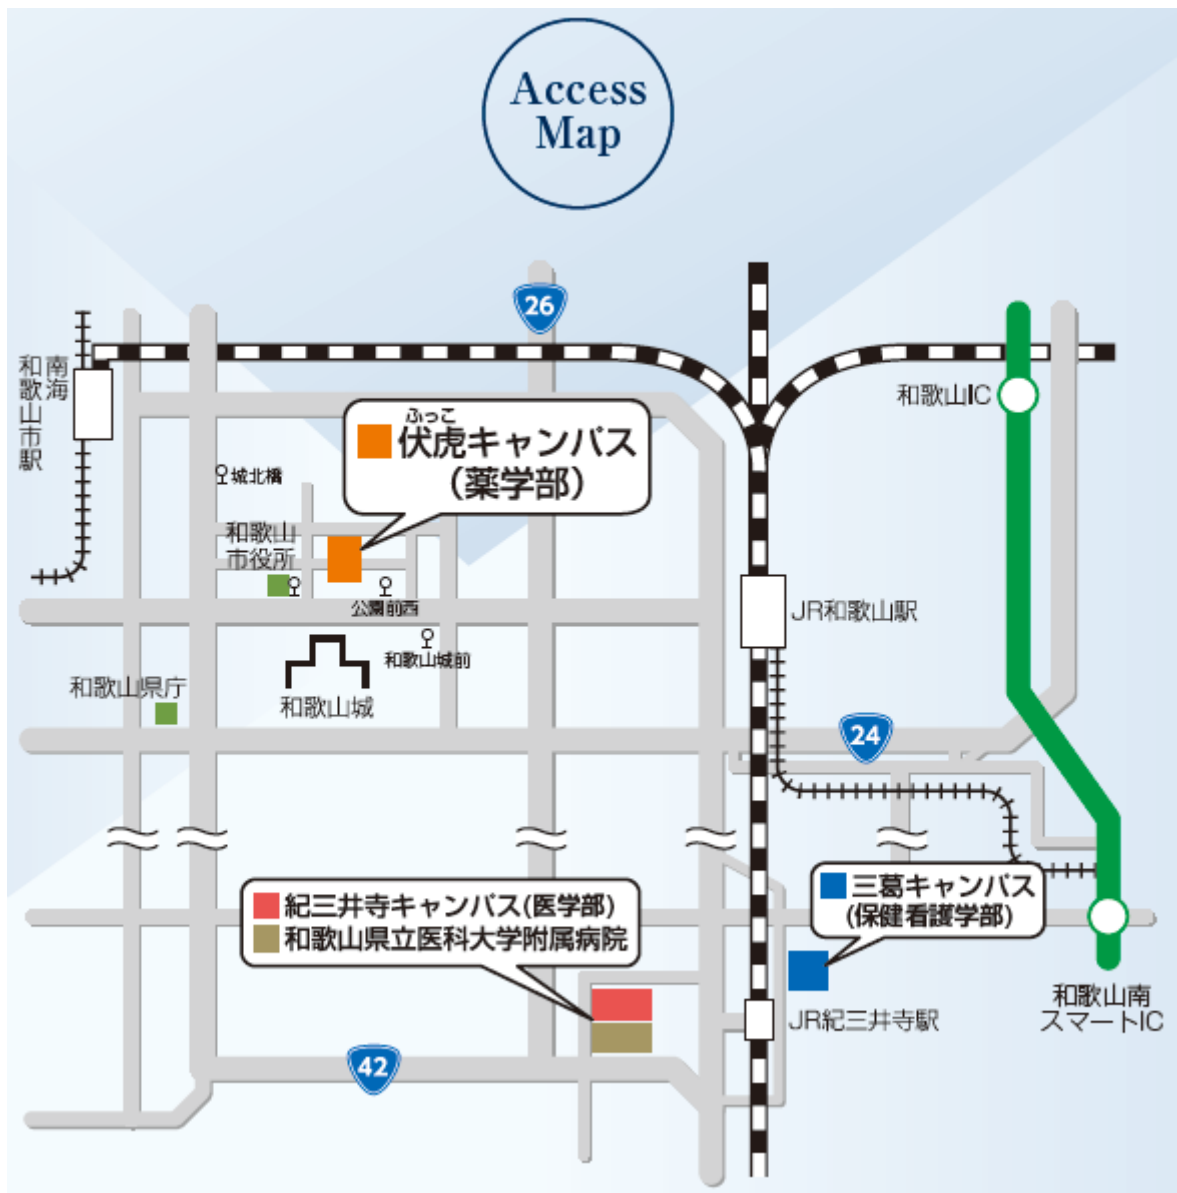 Access
Map
26
南海
和歌山市駅
和歌山IC
ふっこ
伏虎キャンパス
(薬学部)
城北橋
和歌山
市役所
公園前西
JR和歌山駅
和歌山城前
和歌山県庁
和歌山城
24
三葛キャンパス
(保健看護学部)
紀三井寺キャンパス(医学部)
和歌山県立医科大学附属病院
和歌山南
スマートIC
JR紀三井寺駅
42